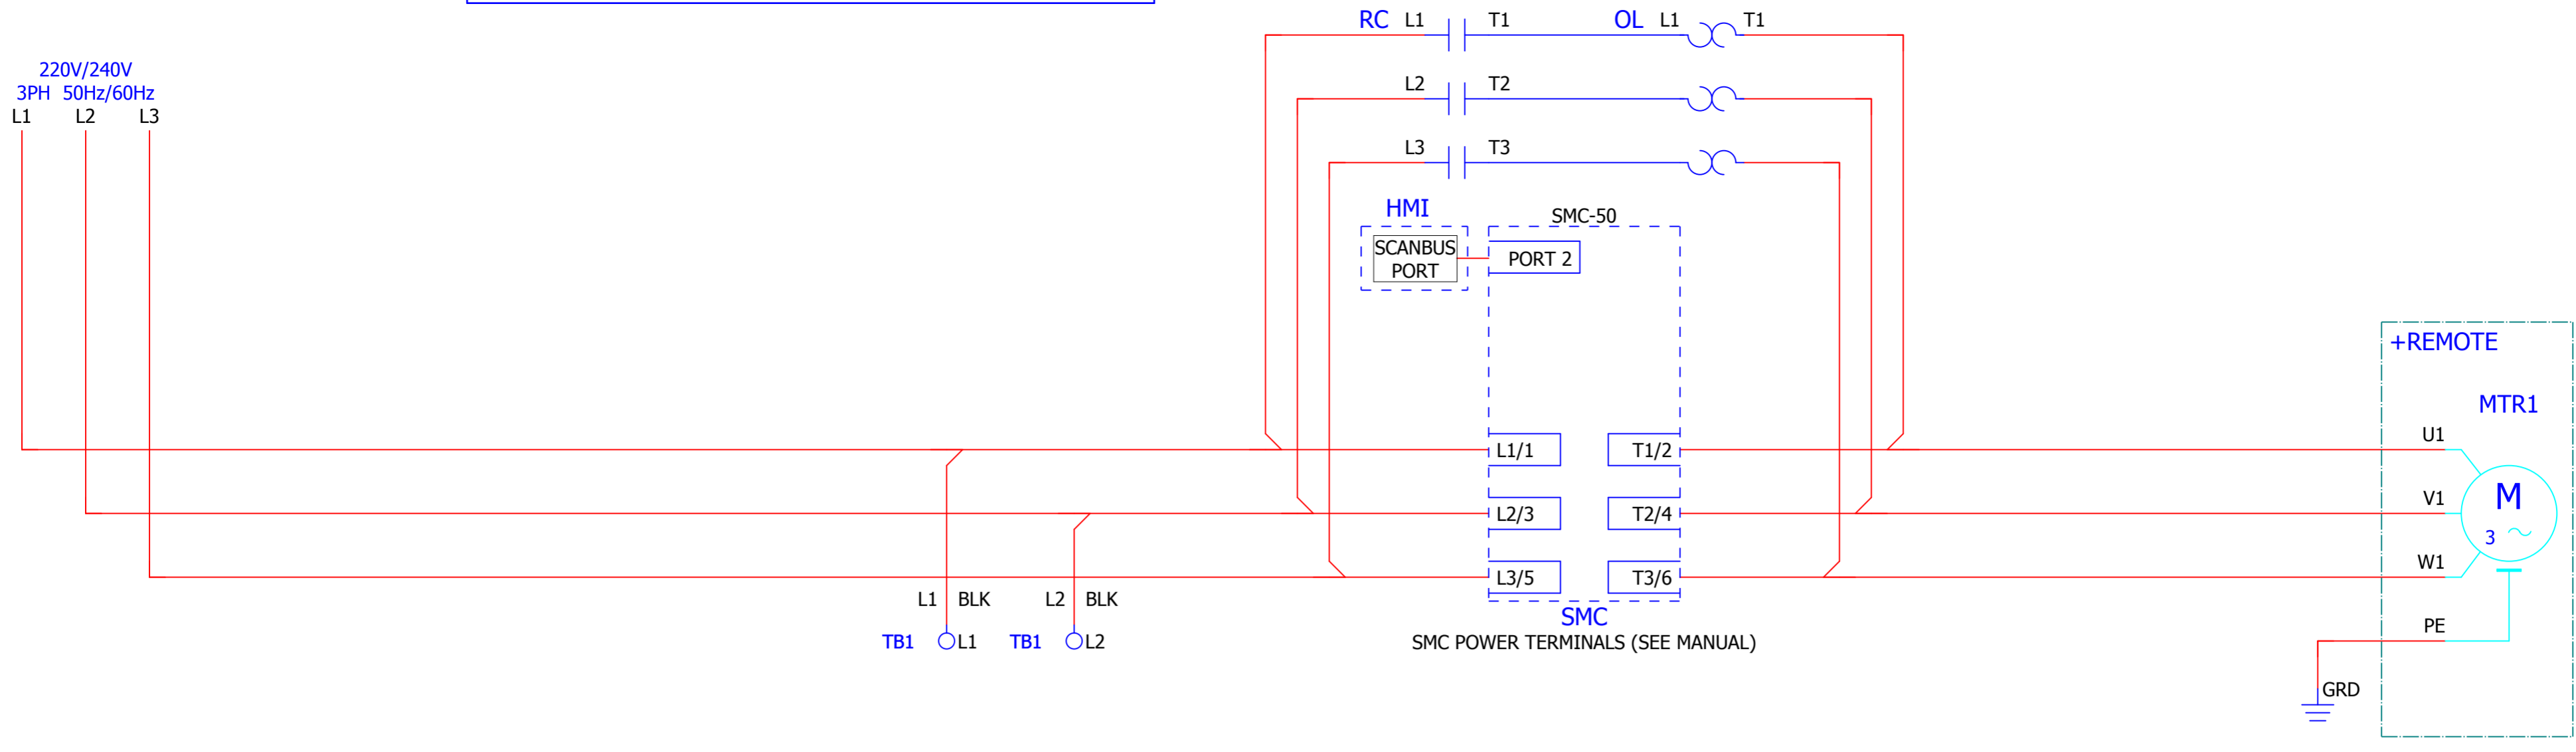 RC L1 T1 OL L1 T1
220V/240V
3PH 50Hz/60Hz
L1 L2 L3
L2 T2
L3 T3
HMI
SMC-50
SCANBUS
PORT
PORT 2
+REMOTE
MTR1
U1
L1/1 T1/2
V1
M
3
L2/3 T2/4
W1
L3/5 T3/6
L1 BLK L2 BLK
SMC
PE
TB1 L1 TB1 L2
SMC POWER TERMINALS (SEE MANUAL)
GRD